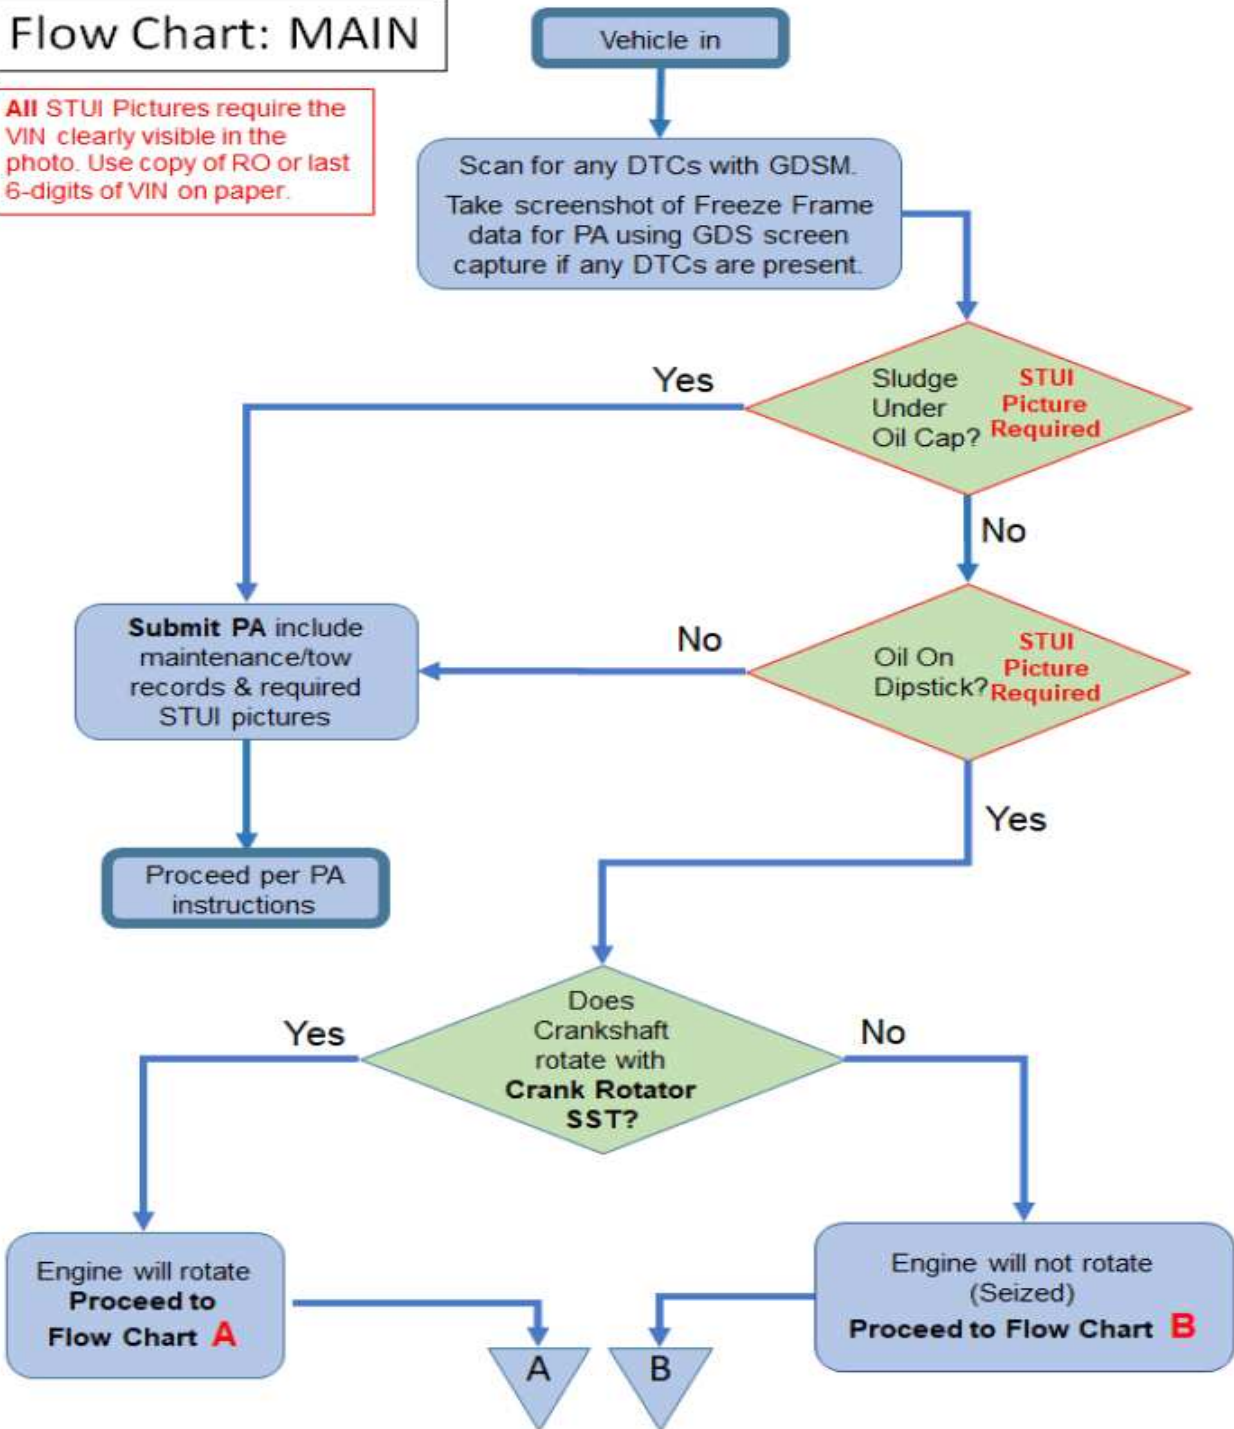 Flow Chart: MAIN
Vehicle in
All STUI Pictures require the
VIN clearly visible in the
photo. Use copy of RO or last
6-digits of VIN on paper.
Scan for any DTCs with GDSM.
Take screenshot of Freeze Frame
data for PA using GDS screen
capture if any DTCs are present.
Yes
Sludge
Under
Oil Cap?
STUI
Picture
Required
No
Submit PA include
maintenance/tow
records & required
STUI pictures
No
Oil On
Dipstick?
STUI
Picture
Required
Yes
Proceed per PA
instructions
Does
Crankshaft
rotate with
Crank Rotator
SST?
Yes
No
Engine will rotate
Proceed to
Flow Chart A
Engine will not rotate
(Seized)
Proceed to Flow Chart B
A
B